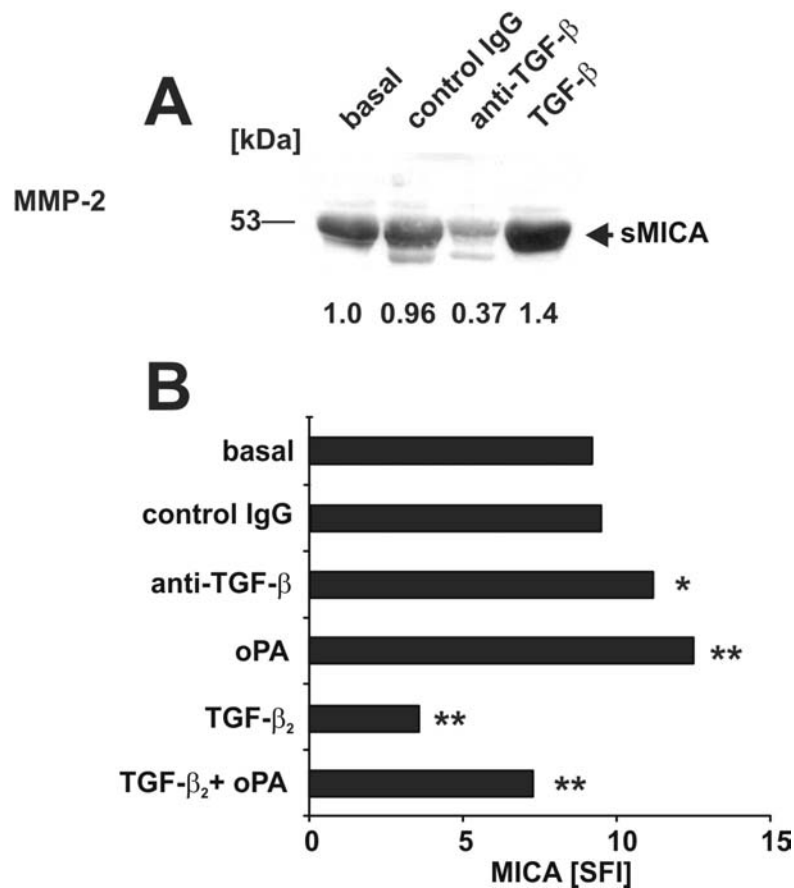 A
basal
control IgG
anti-TGF-β
TGF-β
[kDa]
MMP-2
53
sMICA
1.0 0.96 0.37 1.4
B
basal
control IgG
anti-TGF-β *
oPA **
TGF-β₂ **
TGF-β₂+ oPA **
0 5 10 15
MICA [SFI]